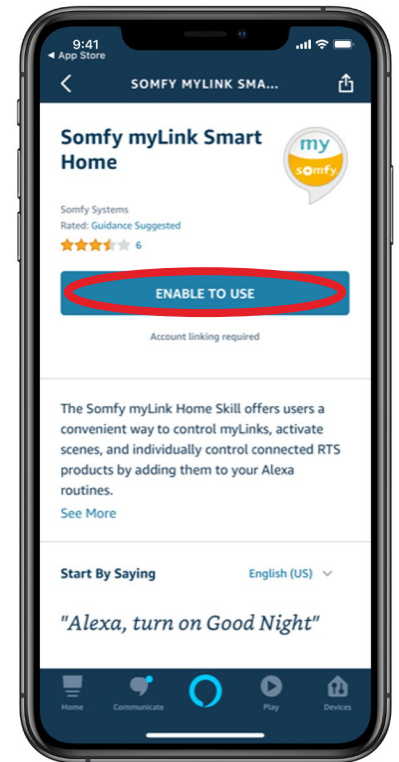 9:41
◀ App Store
SOMFY MYLINK SMA...
Somfy myLink Smart
Home
my
somfy.
Somfy Systems
Rated: Guidance Suggested
6
ENABLE TO USE
Account linking required
The Somfy myLink Home Skill offers users a
convenient way to control myLinks, activate
scenes, and individually control connected RTS
products by adding them to your Alexa
routines.
See More
Start By Saying
English (US)
"Alexa, turn on Good Night"
Home
Communicate
Play
Devices